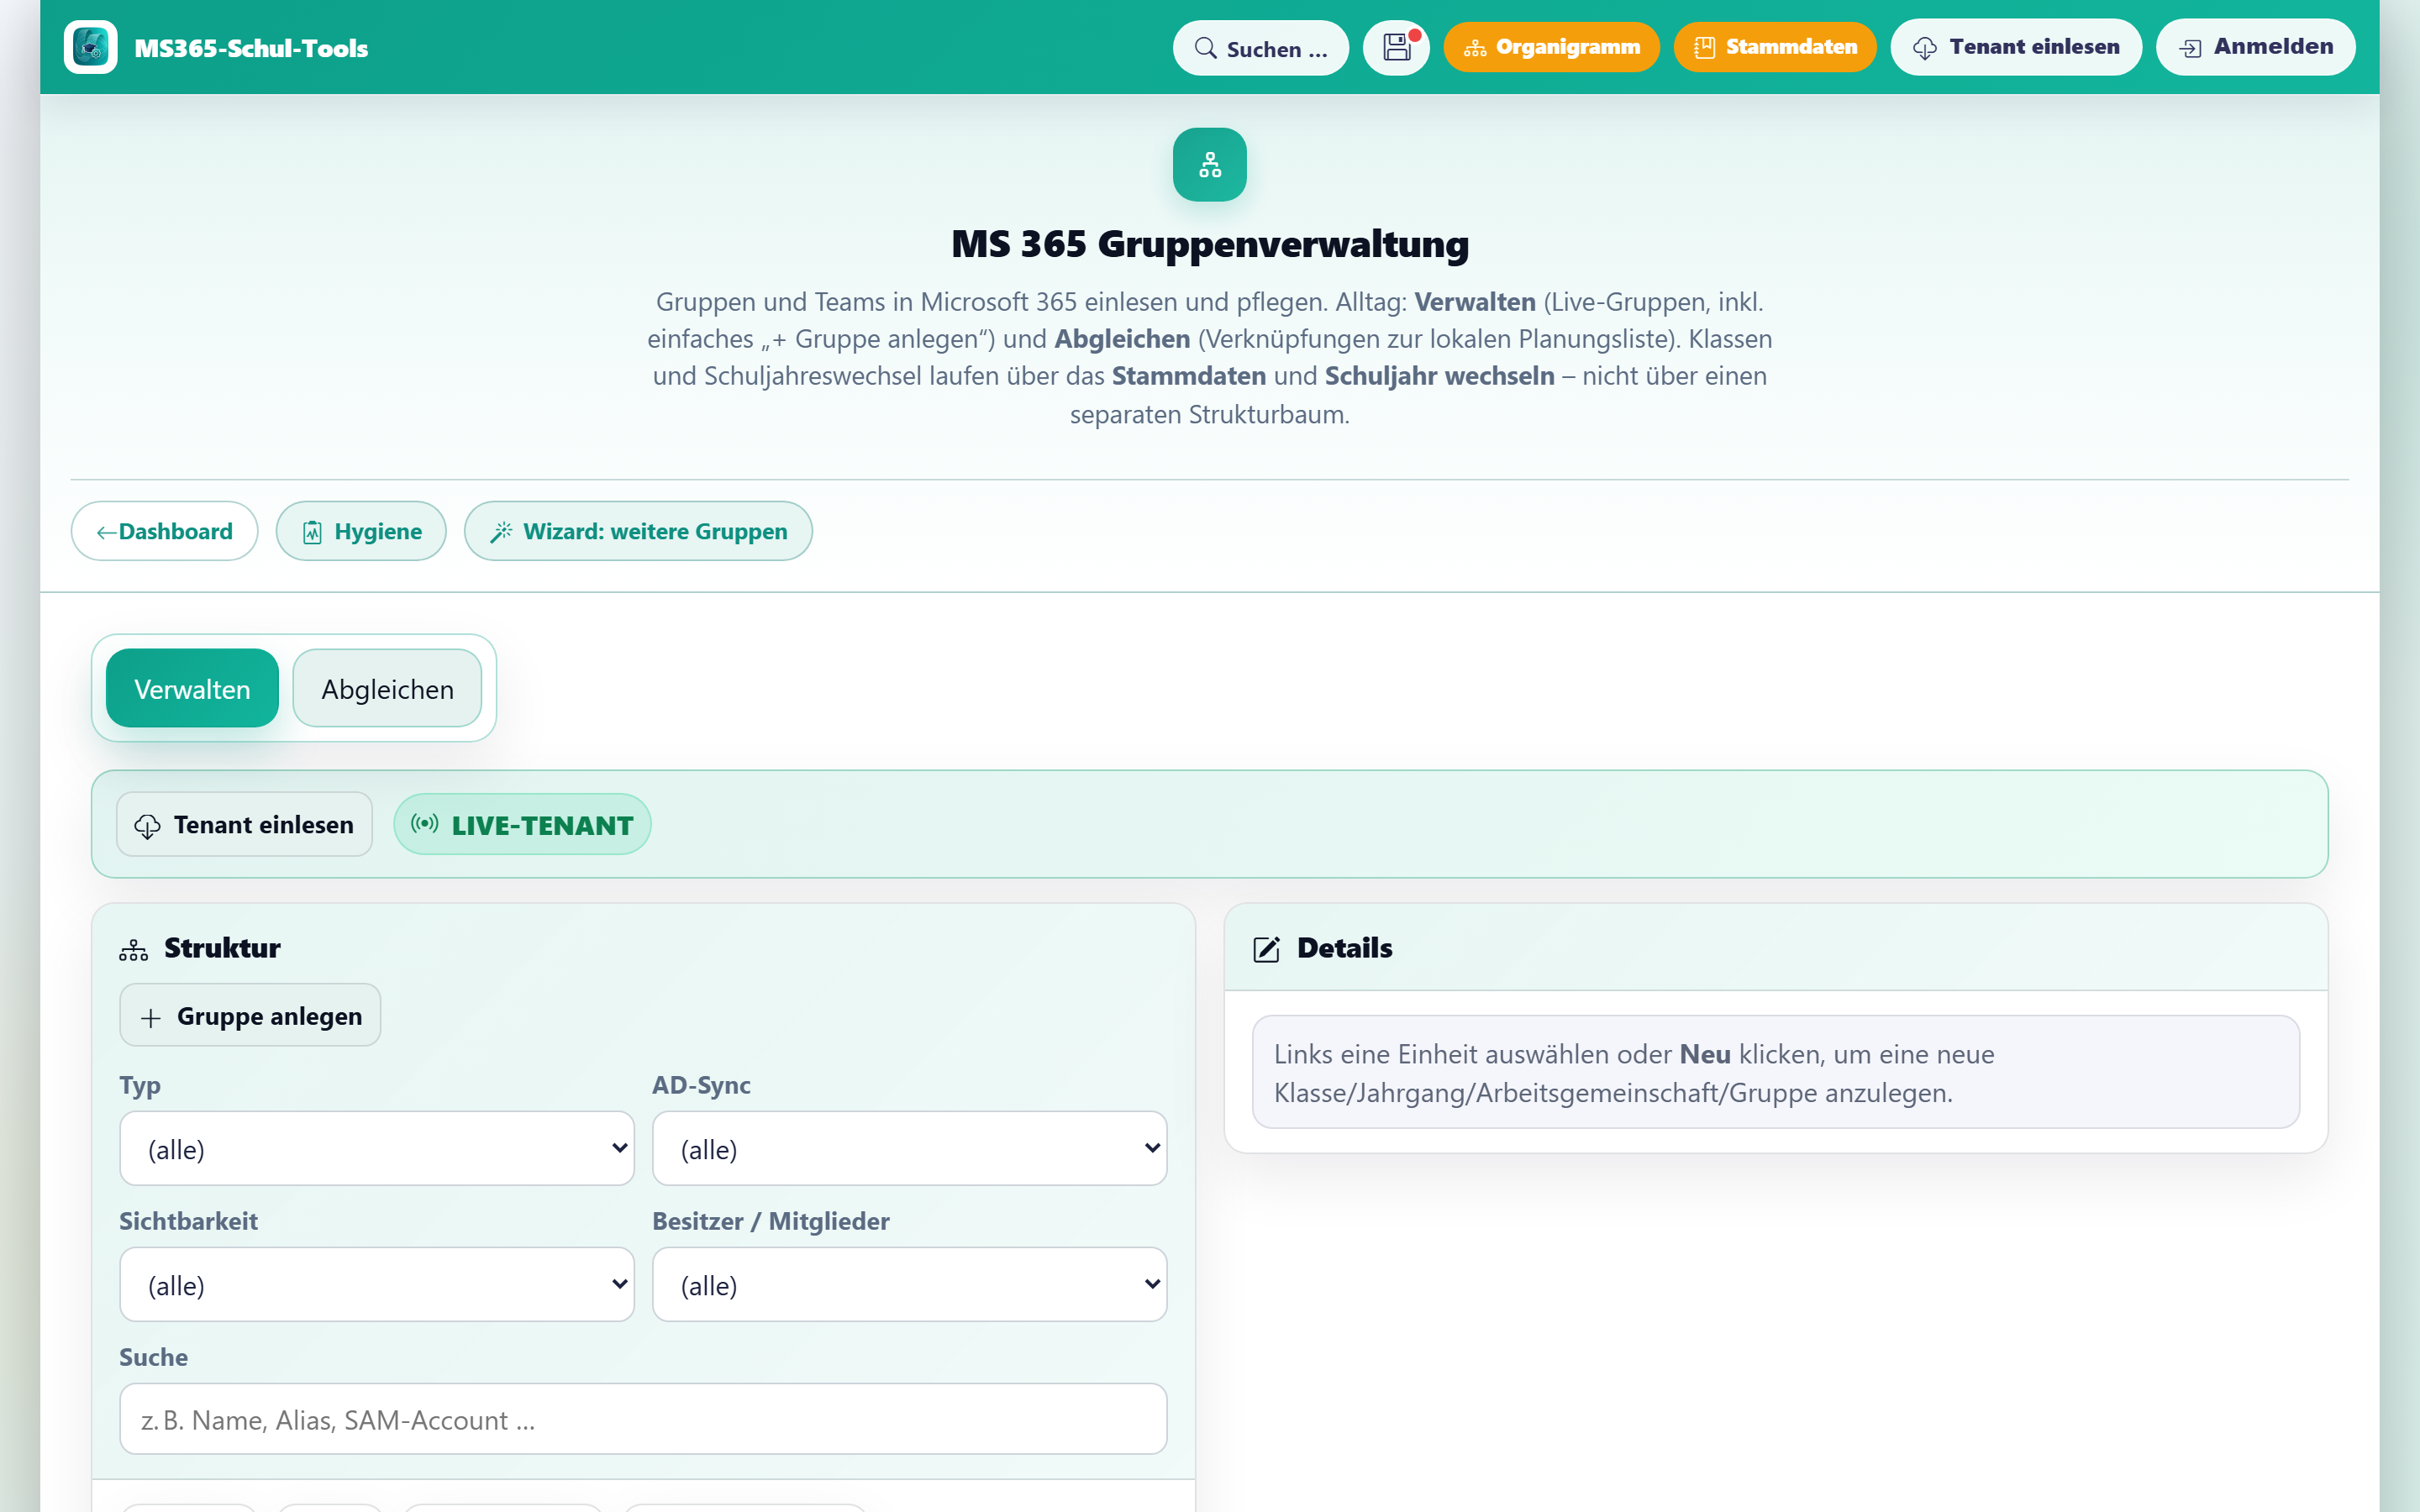 MS365-Schul-Tools
Suchen ...
Organigramm
Stammdaten
Tenant einlesen
Anmelden
MS 365 Gruppenverwaltung
Gruppen und Teams in Microsoft 365 einlesen und pflegen. Alltag: Verwalten (Live-Gruppen, inkl.
einfaches „+ Gruppe anlegen“) und Abgleichen (Verknüpfungen zur lokalen Planungsliste). Klassen
und Schuljahreswechsel laufen über das Stammdaten und Schuljahr wechseln – nicht über einen
separaten Strukturbaum.
←Dashboard
Hygiene
Wizard: weitere Gruppen
Verwalten
Abgleichen
Tenant einlesen
LIVE-TENANT
Struktur
+ Gruppe anlegen
Typ
AD-Sync
(alle)
(alle)
Sichtbarkeit
Besitzer / Mitglieder
(alle)
(alle)
Suche
z. B. Name, Alias, SAM-Account ...
Details
Links eine Einheit auswählen oder Neu klicken, um eine neue
Klasse/Jahrgang/Arbeitsgemeinschaft/Gruppe anzulegen.